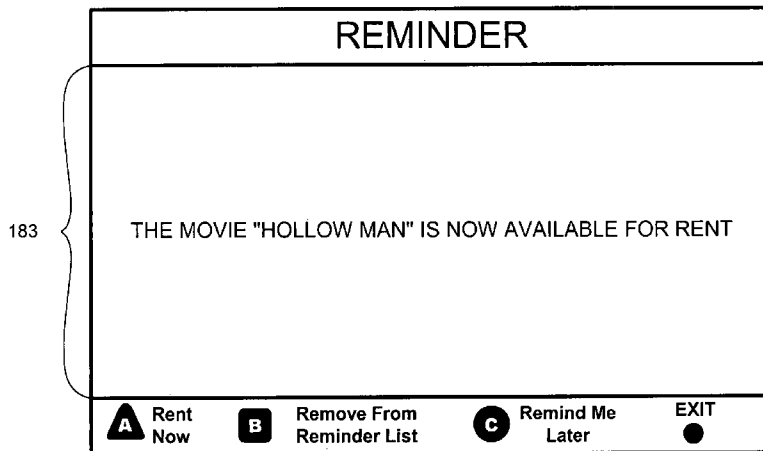 REMINDER
183
THE MOVIE "HOLLOW MAN" IS NOW AVAILABLE FOR RENT
A Rent Now
B Remove From Reminder List
C Remind Me Later
EXIT